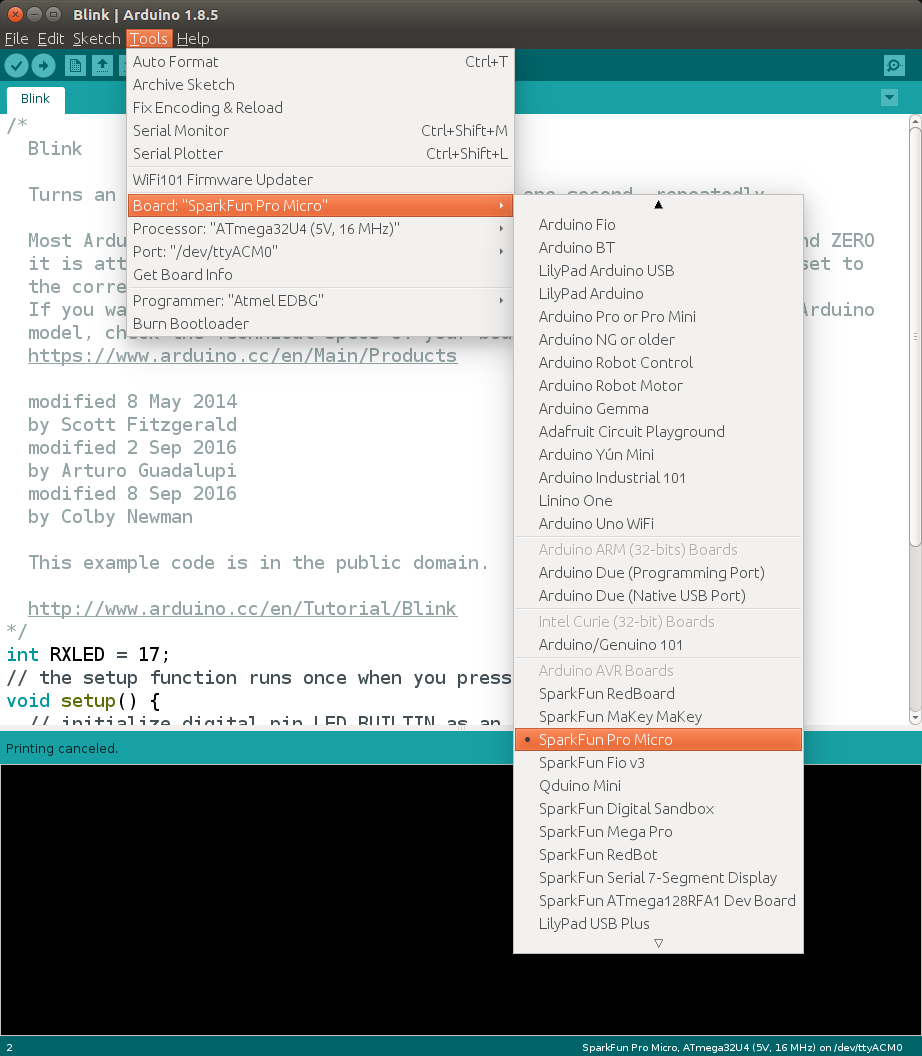 Blink | Arduino 1.8.5
File Edit Sketch Tools Help
Blink
Auto Format Ctrl+T
Archive Sketch
Fix Encoding & Reload
Serial Monitor Ctrl+Shift+M
Serial Plotter Ctrl+Shift+L
WiFi101 Firmware Updater
Board: "SparkFun Pro Micro"
Processor: "ATmega32U4 (5V, 16 MHz)"
Port: "/dev/ttyACM0"
Get Board Info
Programmer: "Atmel EDBG"
Burn Bootloader
Arduino Fio
Arduino BT
LilyPad Arduino USB
LilyPad Arduino
Arduino Pro or Pro Mini
Arduino NG or older
Arduino Robot Control
Arduino Robot Motor
Arduino Gemma
Adafruit Circuit Playground
Arduino Yún Mini
Arduino Industrial 101
Linino One
Arduino Uno WiFi
Arduino ARM (32-bits) Boards
Arduino Due (Programming Port)
Arduino Due (Native USB Port)
Intel Curie (32-bit) Boards
Arduino/Genuino 101
Arduino AVR Boards
SparkFun RedBoard
SparkFun MaKey MaKey
SparkFun Pro Micro
SparkFun Fio v3
Qduino Mini
SparkFun Digital Sandbox
SparkFun Mega Pro
SparkFun RedBot
SparkFun Serial 7-Segment Display
SparkFun ATmega128RFA1 Dev Board
LilyPad USB Plus
/*
Blink
Turns an one second, repeatedly
Most Ardu nd ZERO
it is att set to
the corre
If you wa Arduino
model, check the Technical Specs of your boa
https://www.arduino.cc/en/Main/Products
modified 8 May 2014
by Scott Fitzgerald
modified 2 Sep 2016
by Arturo Guadalupi
modified 8 Sep 2016
by Colby Newman
This example code is in the public domain.
http://www.arduino.cc/en/Tutorial/Blink
*/
int RXLED = 17;
// the setup function runs once when you press
void setup() {
// initialize digital pin LED_BUILTIN as an
Printing canceled.
2 SparkFun Pro Micro, ATmega32U4 (5V, 16 MHz) on /dev/ttyACM0